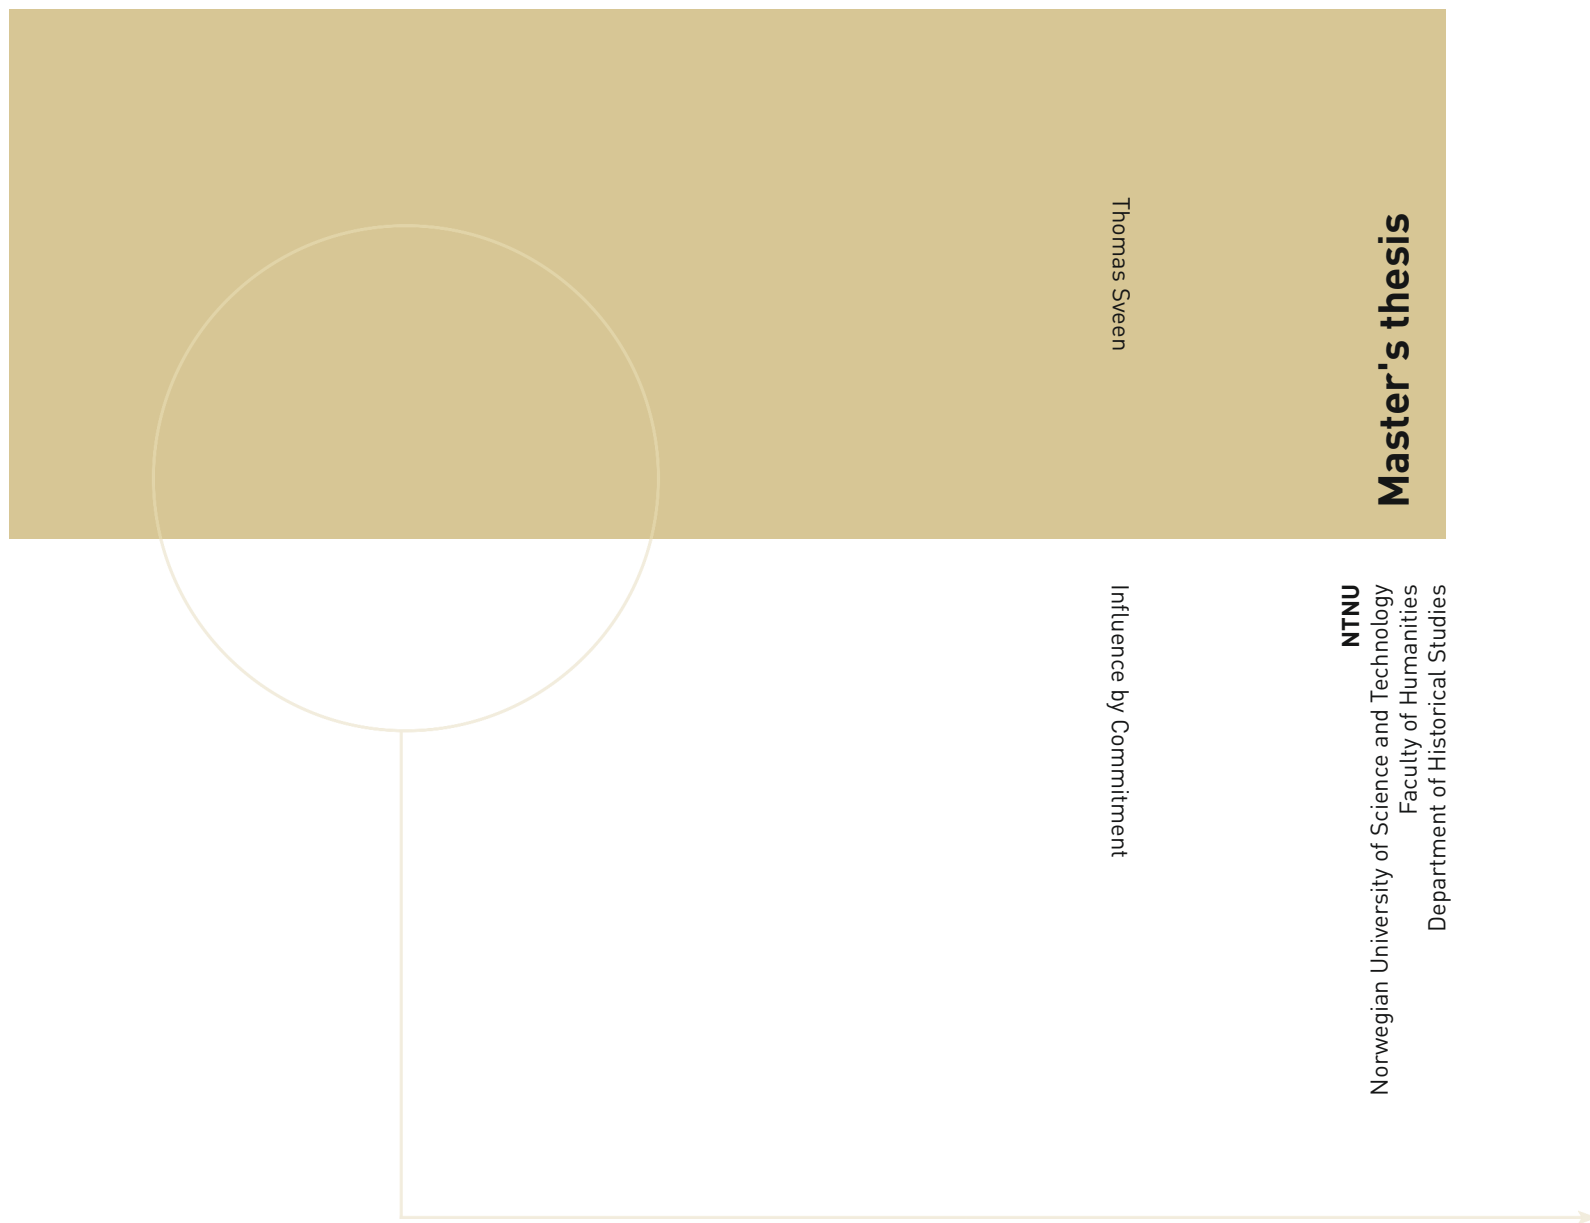 Thomas Sveen
Influence by Commitment
Master's thesis
NTNU
Norwegian University of Science and Technology
Faculty of Humanities
Department of Historical Studies